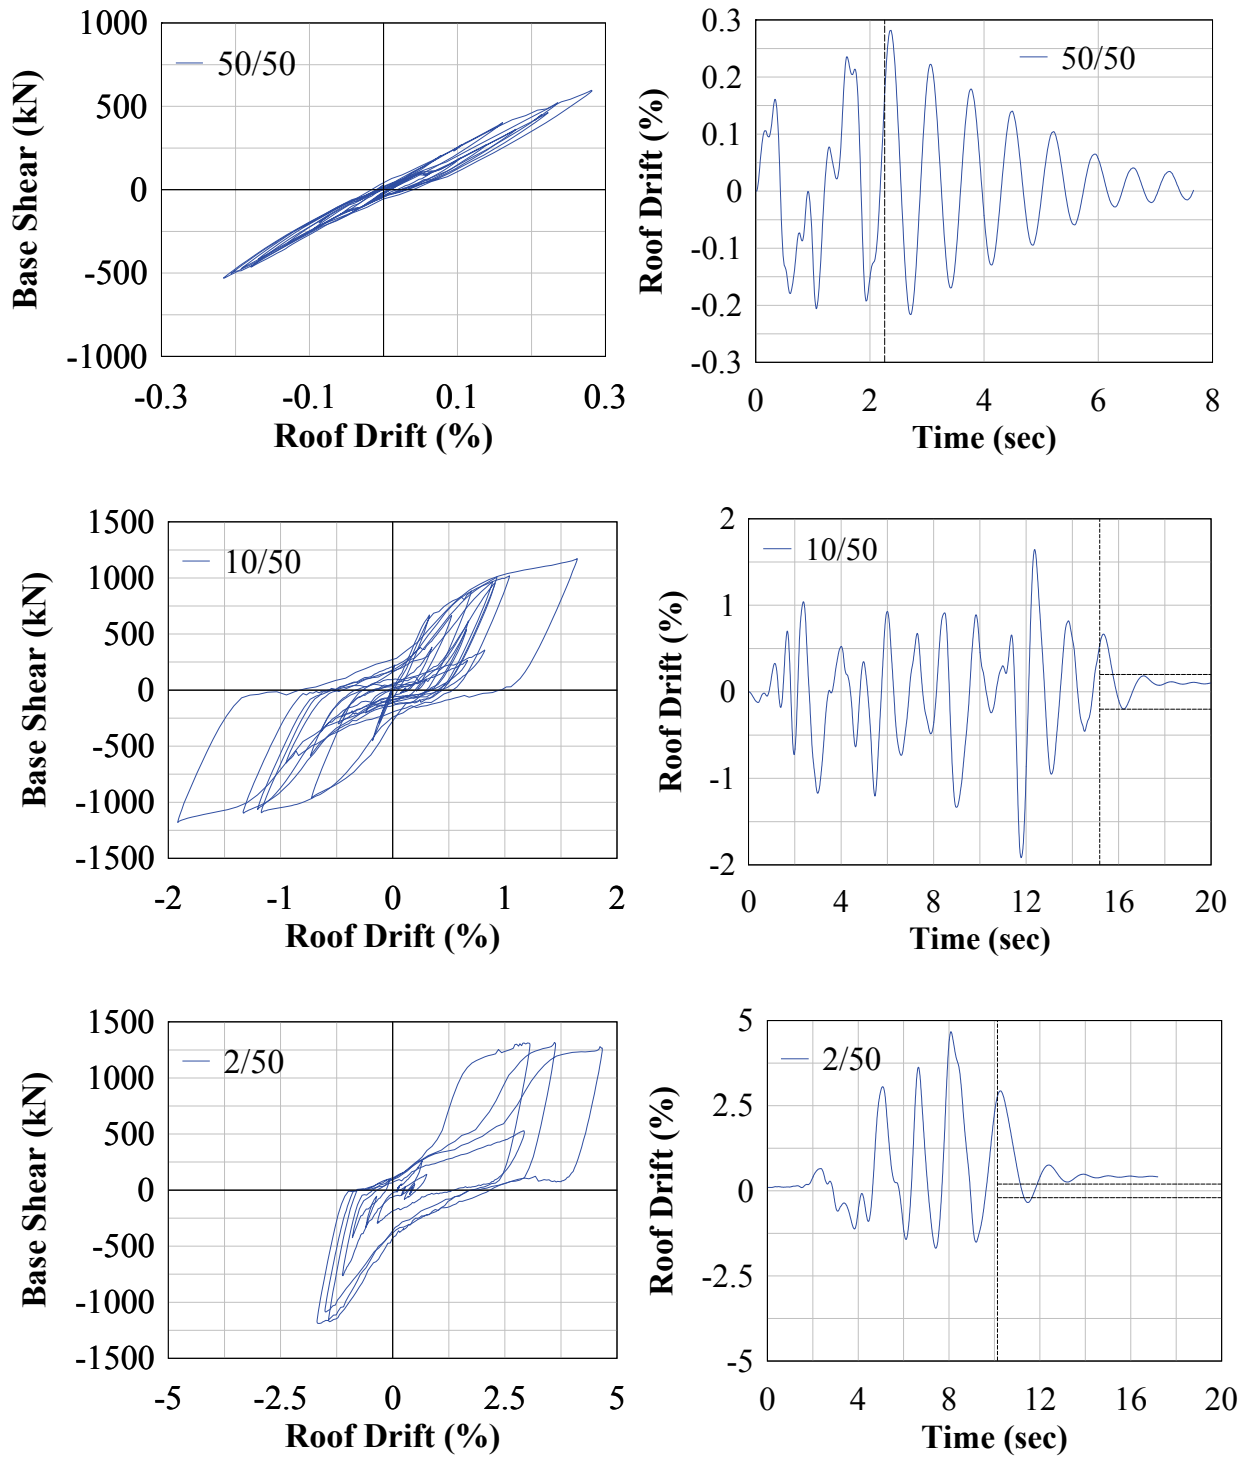 1000
500
0
-500
-1000
Base Shear (kN)
50/50
-0.3 -0.1 0.1 0.3
Roof Drift (%)
0.3
0.2
0.1
0
-0.1
-0.2
-0.3
Roof Drift (%)
50/50
0 2 4 6 8
Time (sec)
1500
1000
500
0
-500
-1000
-1500
Base Shear (kN)
10/50
-2 -1 0 1 2
Roof Drift (%)
2
1
0
-1
-2
Roof Drift (%)
10/50
0 4 8 12 16 20
Time (sec)
1500
1000
500
0
-500
-1000
-1500
Base Shear (kN)
2/50
-5 -2.5 0 2.5 5
Roof Drift (%)
5
2.5
0
-2.5
-5
Roof Drift (%)
2/50
0 4 8 12 16 20
Time (sec)